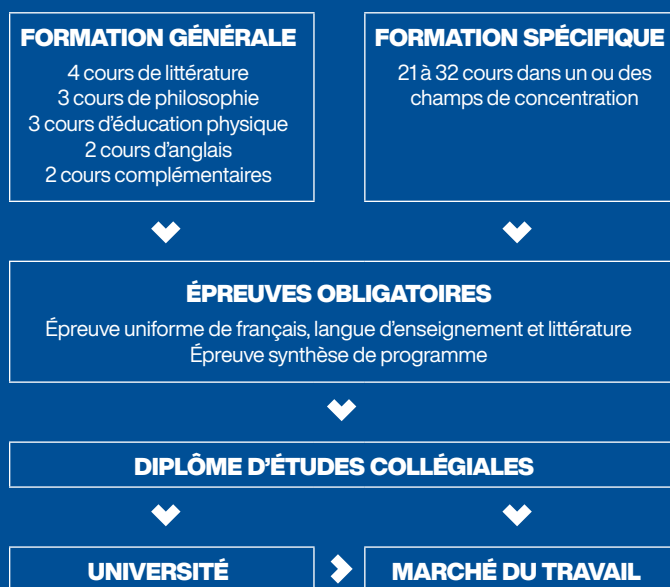 FORMATION GÉNÉRALE
4 cours de littérature
3 cours de philosophie
3 cours d'éducation physique
2 cours d'anglais
2 cours complémentaires
FORMATION SPÉCIFIQUE
21 à 32 cours dans un ou des
champs de concentration
ÉPREUVES OBLIGATOIRES
Épreuve uniforme de français, langue d'enseignement et littérature
Épreuve synthèse de programme
DIPLÔME D'ÉTUDES COLLÉGIALES
UNIVERSITÉ
MARCHÉ DU TRAVAIL